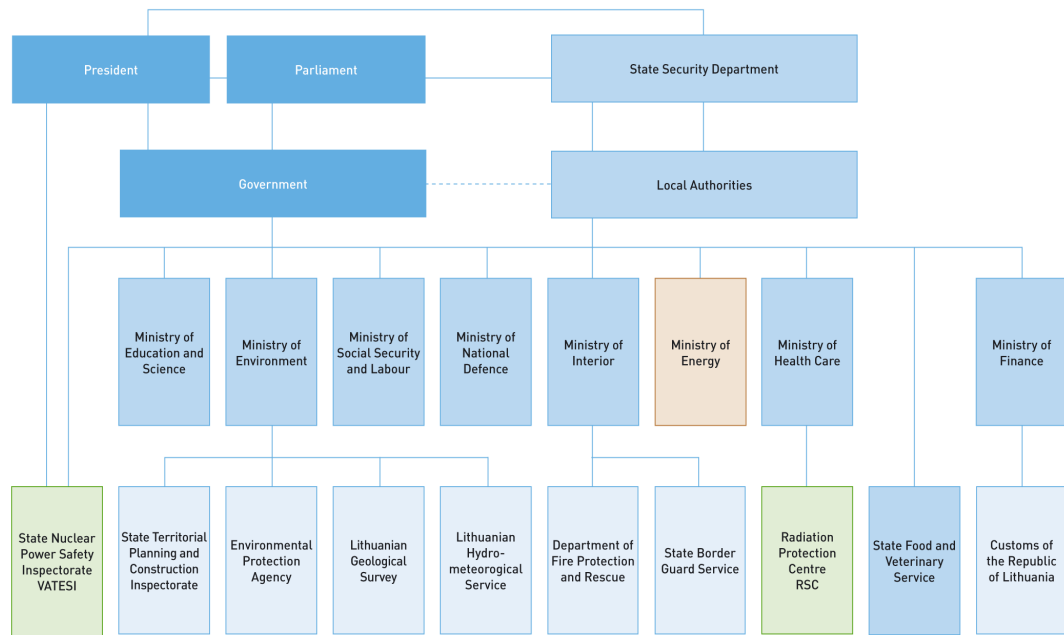 President
Parliament
State Security Department
Government
Local Authorities
Ministry of
Education and
Science
Ministry of
Environment
Ministry of
Social Security
and Labour
Ministry of
National
Defence
Ministry of
Interior
Ministry of
Energy
Ministry of
Health Care
Ministry of
Finance
State Nuclear
Power Safety
Inspectorate
VATESI
State Territorial
Planning and
Construction
Inspectorate
Environmental
Protection
Agency
Lithuanian
Geological
Survey
Lithuanian
Hydro-
meteorogical
Service
Department of
Fire Protection
and Rescue
State Border
Guard Service
Radiation
Protection
Centre
RSC
State Food and
Veterinary
Service
Customs of
the Republic
of Lithuania